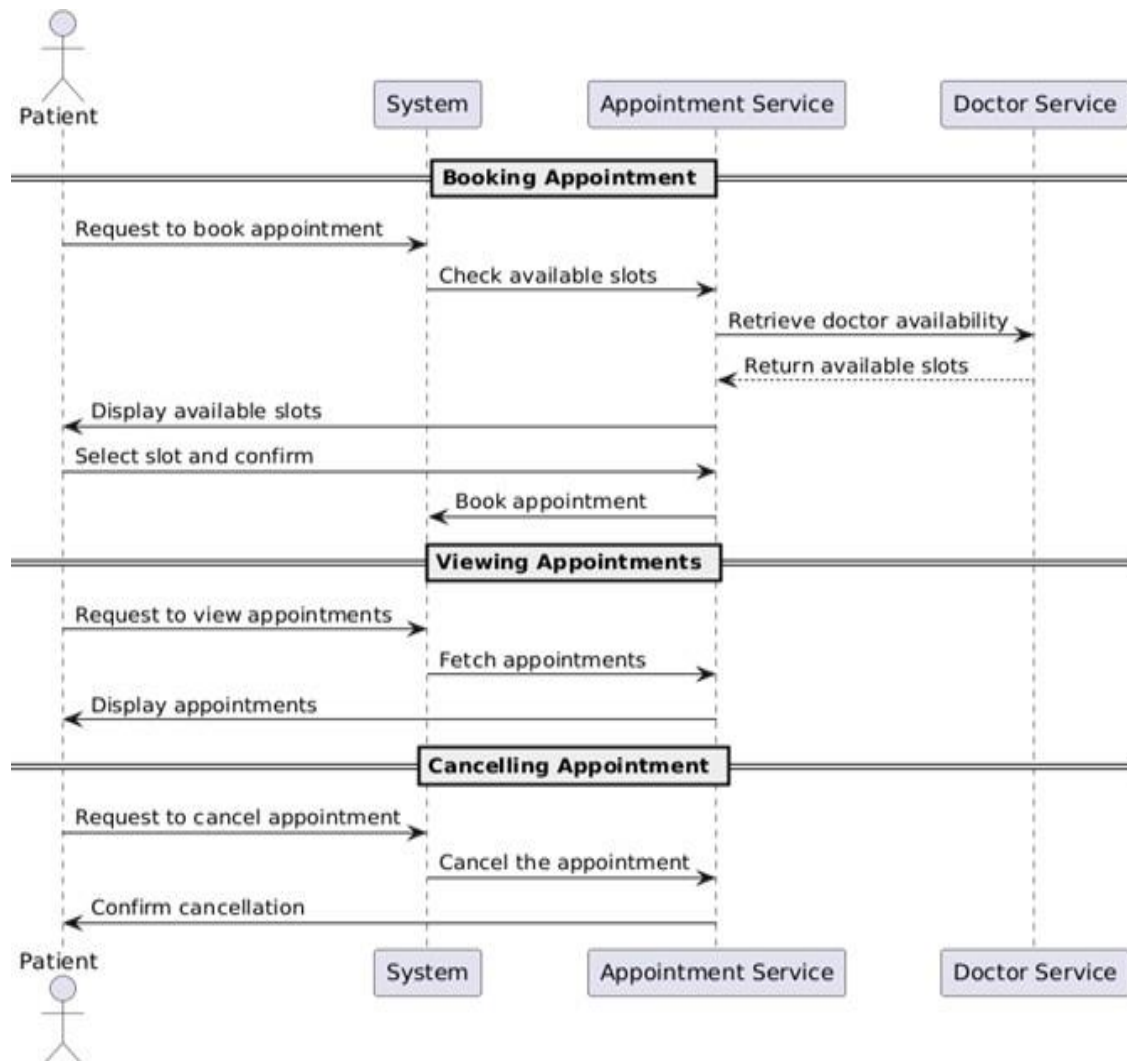 Patient
System
Appointment Service
Doctor Service
Booking Appointment
Request to book appointment
Check available slots
Retrieve doctor availability
Return available slots
Display available slots
Select slot and confirm
Book appointment
Viewing Appointments
Request to view appointments
Fetch appointments
Display appointments
Cancelling Appointment
Request to cancel appointment
Cancel the appointment
Confirm cancellation
Patient
System
Appointment Service
Doctor Service